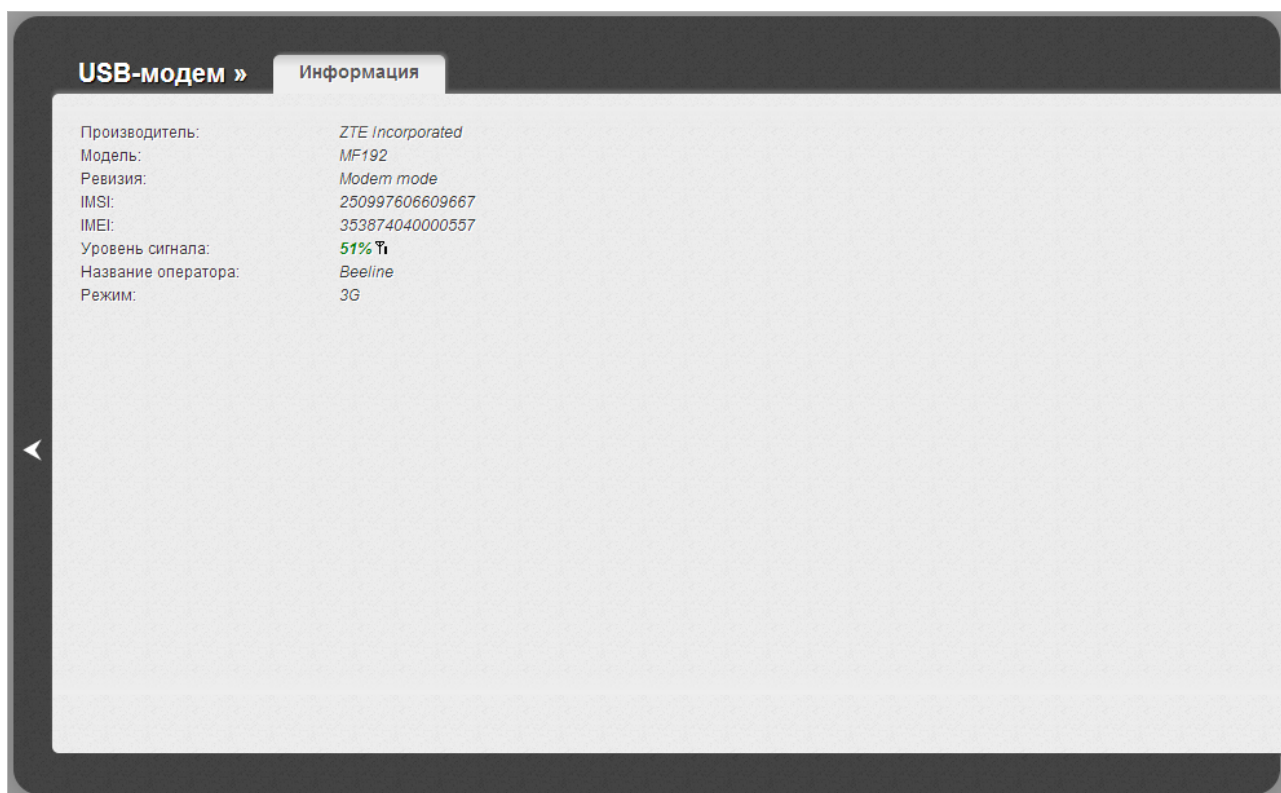 USB-модем » Информация
Производитель: ZTE Incorporated
Модель: MF192
Ревизия: Modem mode
IMSI: 250997606609667
IMEI: 353874040000557
Уровень сигнала: 51%
Название оператора: Beeline
Режим: 3G